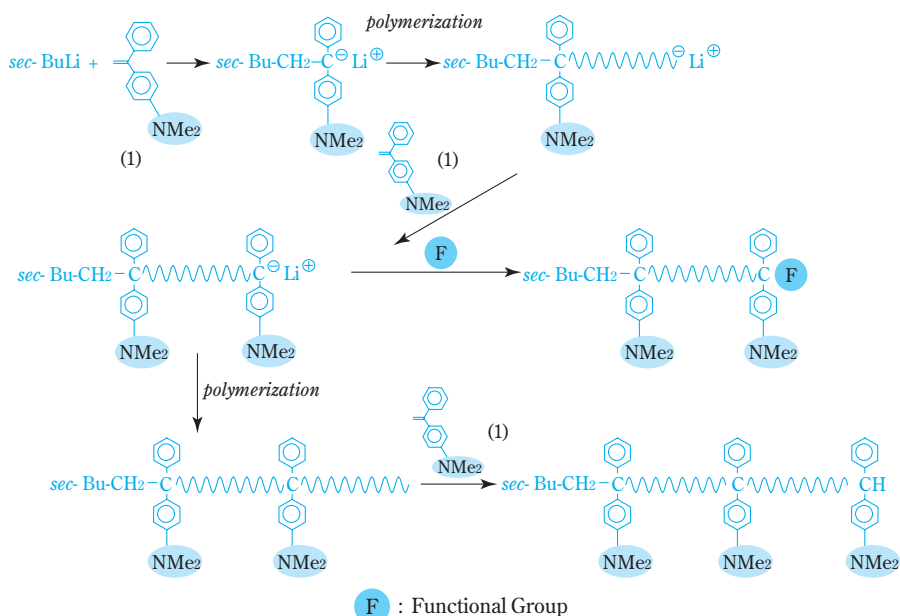 polymerization
sec- BuLi + sec- Bu-CH2 C ⊖ Li ⊕ sec- Bu-CH2 C ⊖ Li ⊕
NMe2 NMe2 NMe2
(1) (1)
NMe2
F
sec- Bu-CH2 C C ⊖ Li ⊕ sec- Bu-CH2 C C F
NMe2 NMe2 NMe2 NMe2
polymerization
(1)
NMe2
sec- Bu-CH2 C C sec- Bu-CH2 C C CH
NMe2 NMe2 NMe2 NMe2 NMe2
F : Functional Group